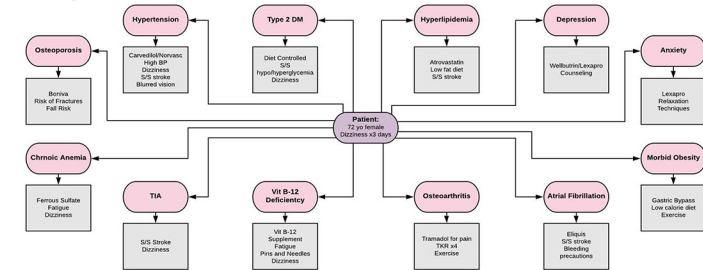 Hypertension
Type 2 DM
Hyperlipidemia
Depression
Osteoporosis
Anxiety
Carvedilol/Norvasc
High BP
Dizziness
S/S stroke
Blurred vision
Diet Controlled
S/S
hypo/hyperglycemia
Dizziness
Atrovastatin
Low fat diet
S/S stroke
Wellbutrin/Lexapro
Counseling
Boniva
Risk of Fractures
Fall Risk
Lexapro
Relaxation
Techniques
Patient:
72 yo female
Dizziness x3 days
Chrnoic Anemia
Morbid Obesity
Ferrous Sulfate
Fatigue
Dizziness
TIA
Vit B-12
Deficientcy
Osteoarthritis
Atrial Fibrillation
Gastric Bypass
Low calorie diet
Exercise
S/S Stroke
Dizziness
Vit B-12
Supplement
Fatigue
Pins and Needles
Dizziness
Tramadol for pain
TKR x4
Exercise
Eliquis
S/S stroke
Bleeding
precautions